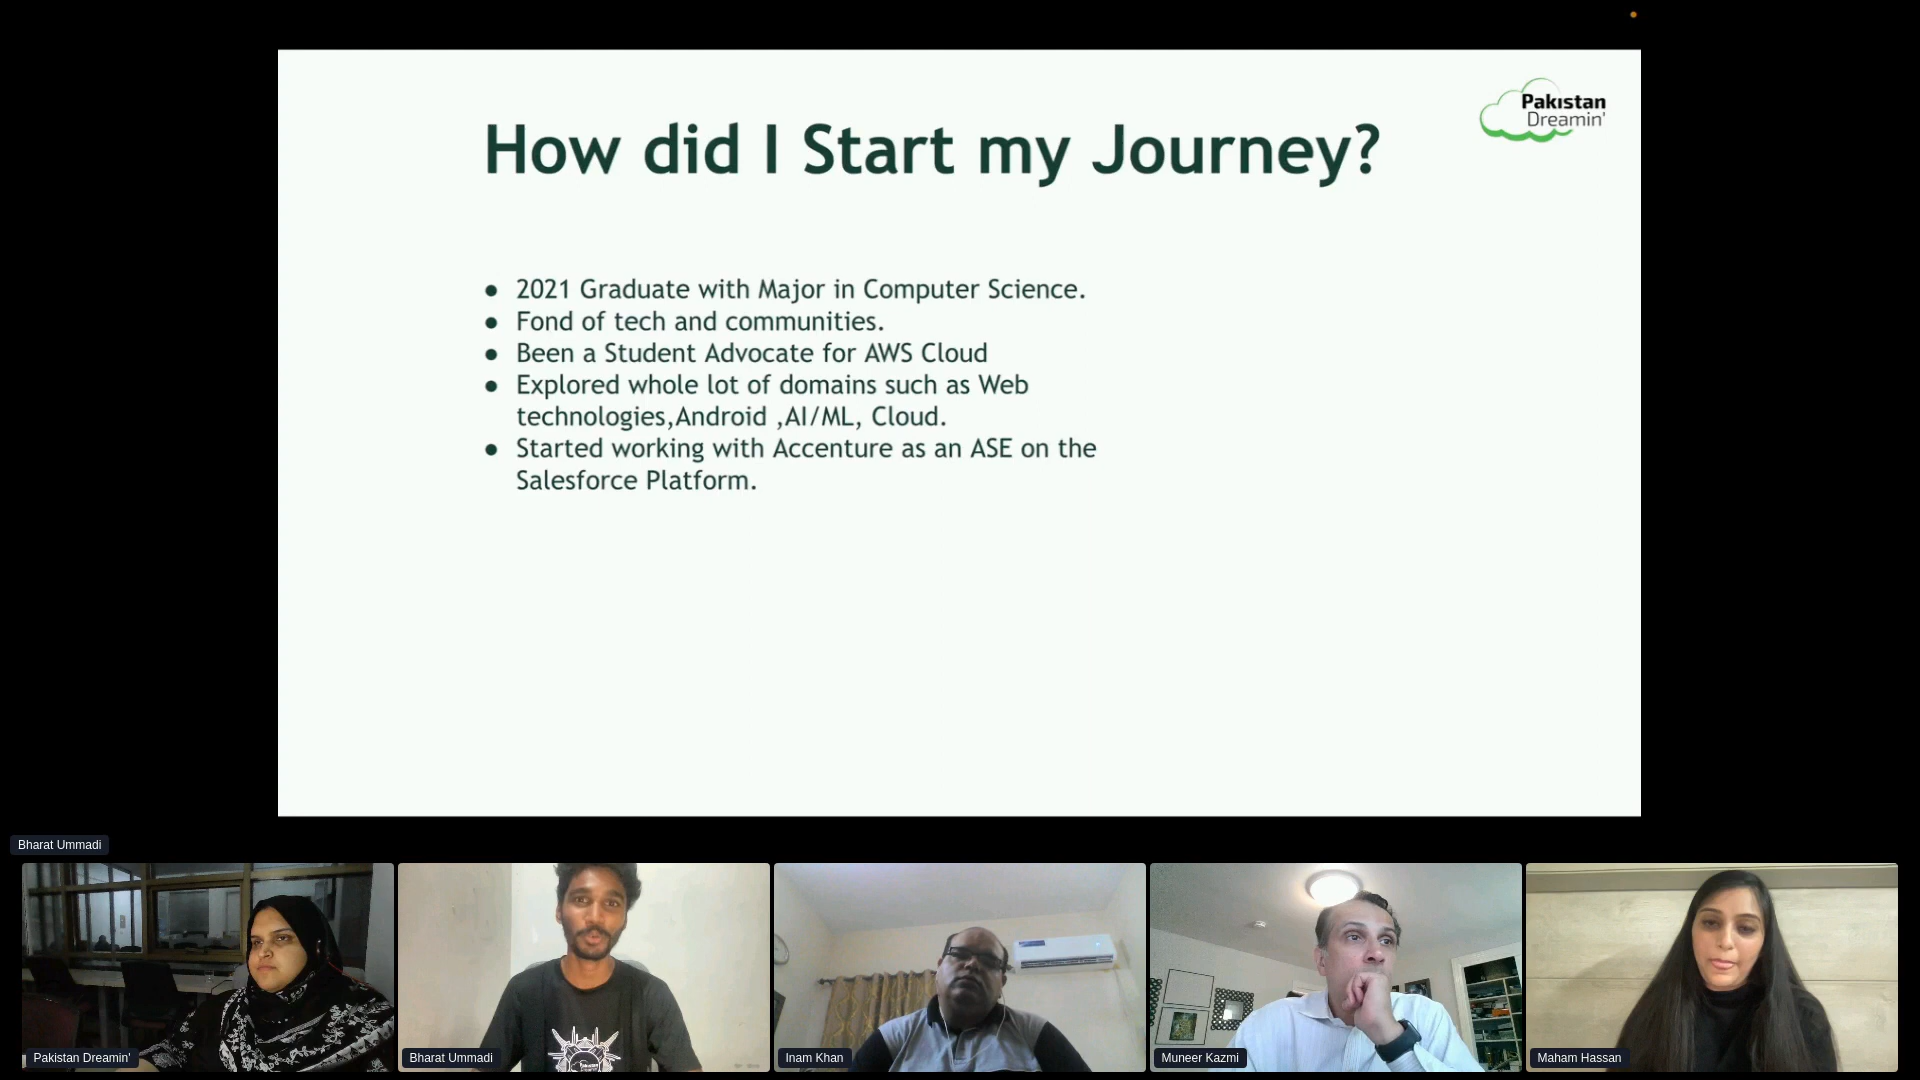 Pakıstan
Dreamin'
How did I Start my Journey?
● 2021 Graduate with Major in Computer Science.
● Fond of tech and communities.
● Been a Student Advocate for AWS Cloud
● Explored whole lot of domains such as Web
technologies,Android ,AI/ML, Cloud.
● Started working with Accenture as an ASE on the
Salesforce Platform.
Bharat Ummadi
Pakistan Dreamin'
Bharat Ummadi
Inam Khan
Muneer Kazmi
Maham Hassan